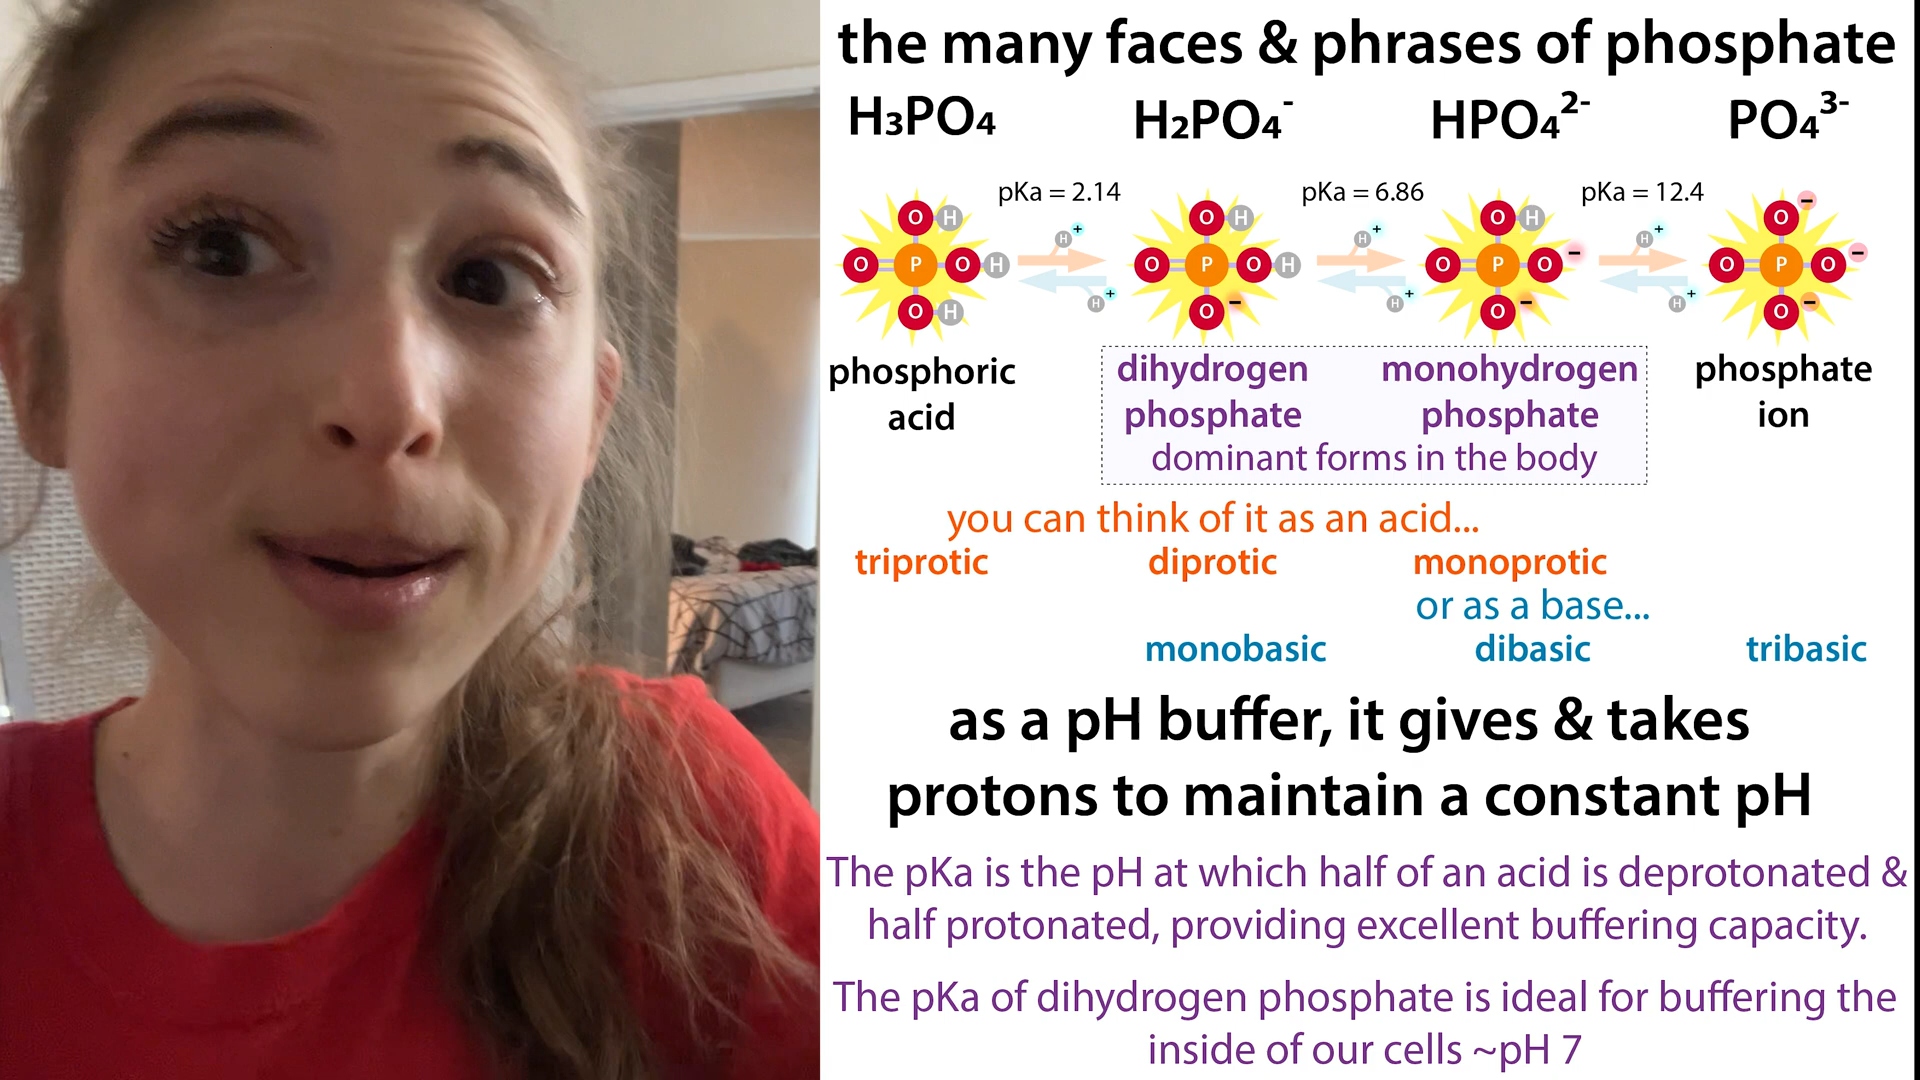 the many faces & phrases of phosphate
H₃PO₄ H₂PO₄⁻ HPO₄²⁻ PO₄³⁻
pKa = 2.14 pKa = 6.86 pKa = 12.4
O H O H O H O −
H + H + H +
O P O H O P O H O P O − O P O −
H + H + H +
O H O − O − O −
phosphoric acid
dihydrogen phosphate
monohydrogen phosphate
dominant forms in the body
phosphate ion
you can think of it as an acid...
triprotic diprotic monoprotic
or as a base...
monobasic dibasic tribasic
as a pH buffer, it gives & takes
protons to maintain a constant pH
The pKa is the pH at which half of an acid is deprotonated &
half protonated, providing excellent buffering capacity.
The pKa of dihydrogen phosphate is ideal for buffering the
inside of our cells ~pH 7